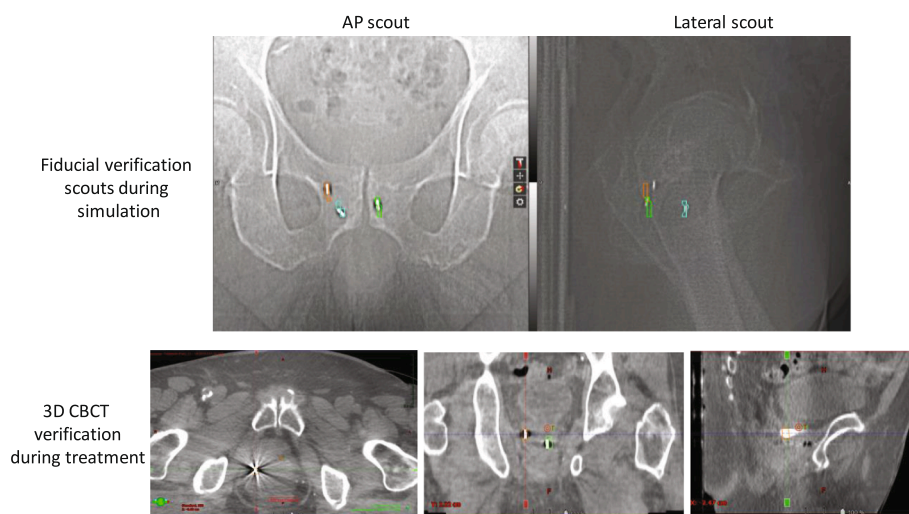 AP scout
Lateral scout
Fiducial verification
scouts during
simulation
3D CBCT
verification
during treatment